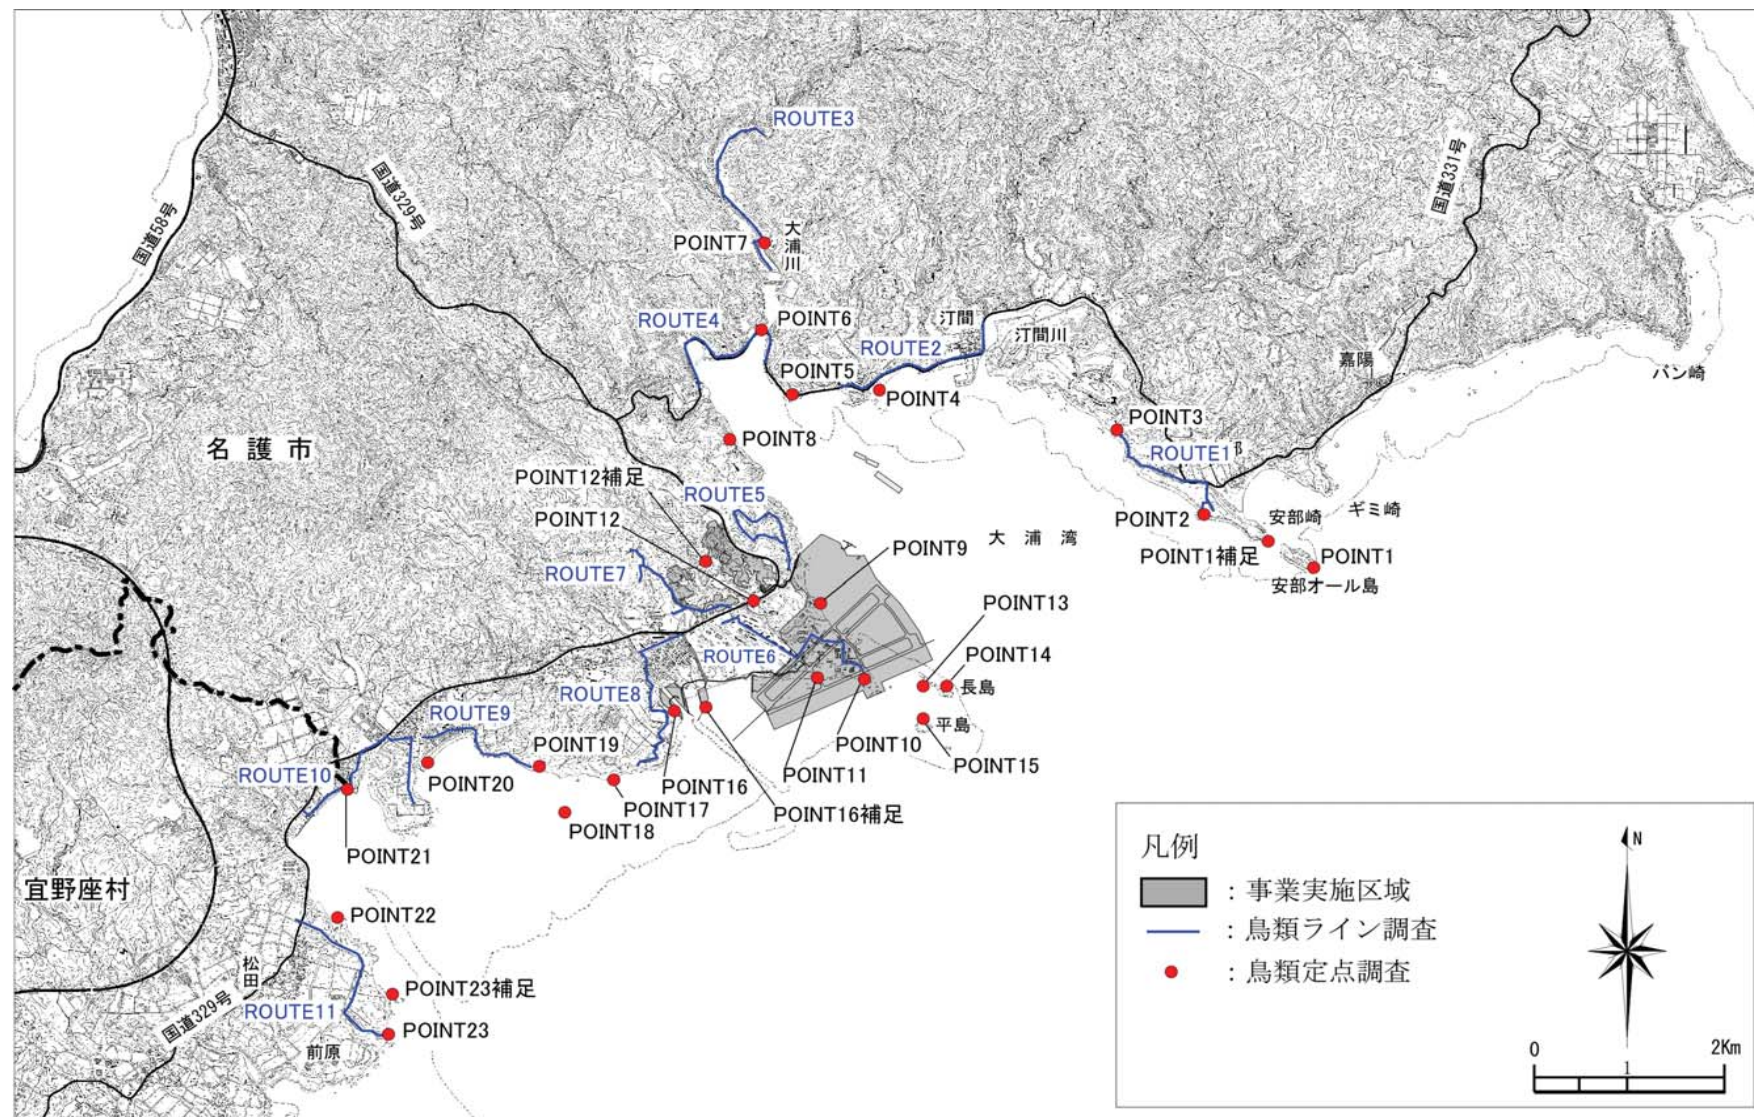 ROUTE3
国道329号
国道331号
国道58号
POINT7
大浦川
ROUTE4
POINT6
汀間
汀間川
ROUTE2
嘉陽
バン崎
POINT5
POINT4
POINT3
名護市
POINT8
ROUTE1
部
POINT12補足
ROUTE5
POINT12
POINT2
安部崎
ギミ崎
大浦湾
POINT9
POINT1補足
POINT1
安部オール島
ROUTE7
POINT13
ROUTE6
POINT14
長島
ROUTE8
平島
ROUTE9
POINT19
POINT10
POINT15
ROUTE10
POINT20
POINT11
POINT16
POINT17
POINT16補足
POINT18
POINT21
宜野座村
POINT22
松田
POINT23補足
国道329号
ROUTE11
POINT23
前原
凡例
：事業実施区域
：鳥類ライン調査
：鳥類定点調査
N
0 1 2Km